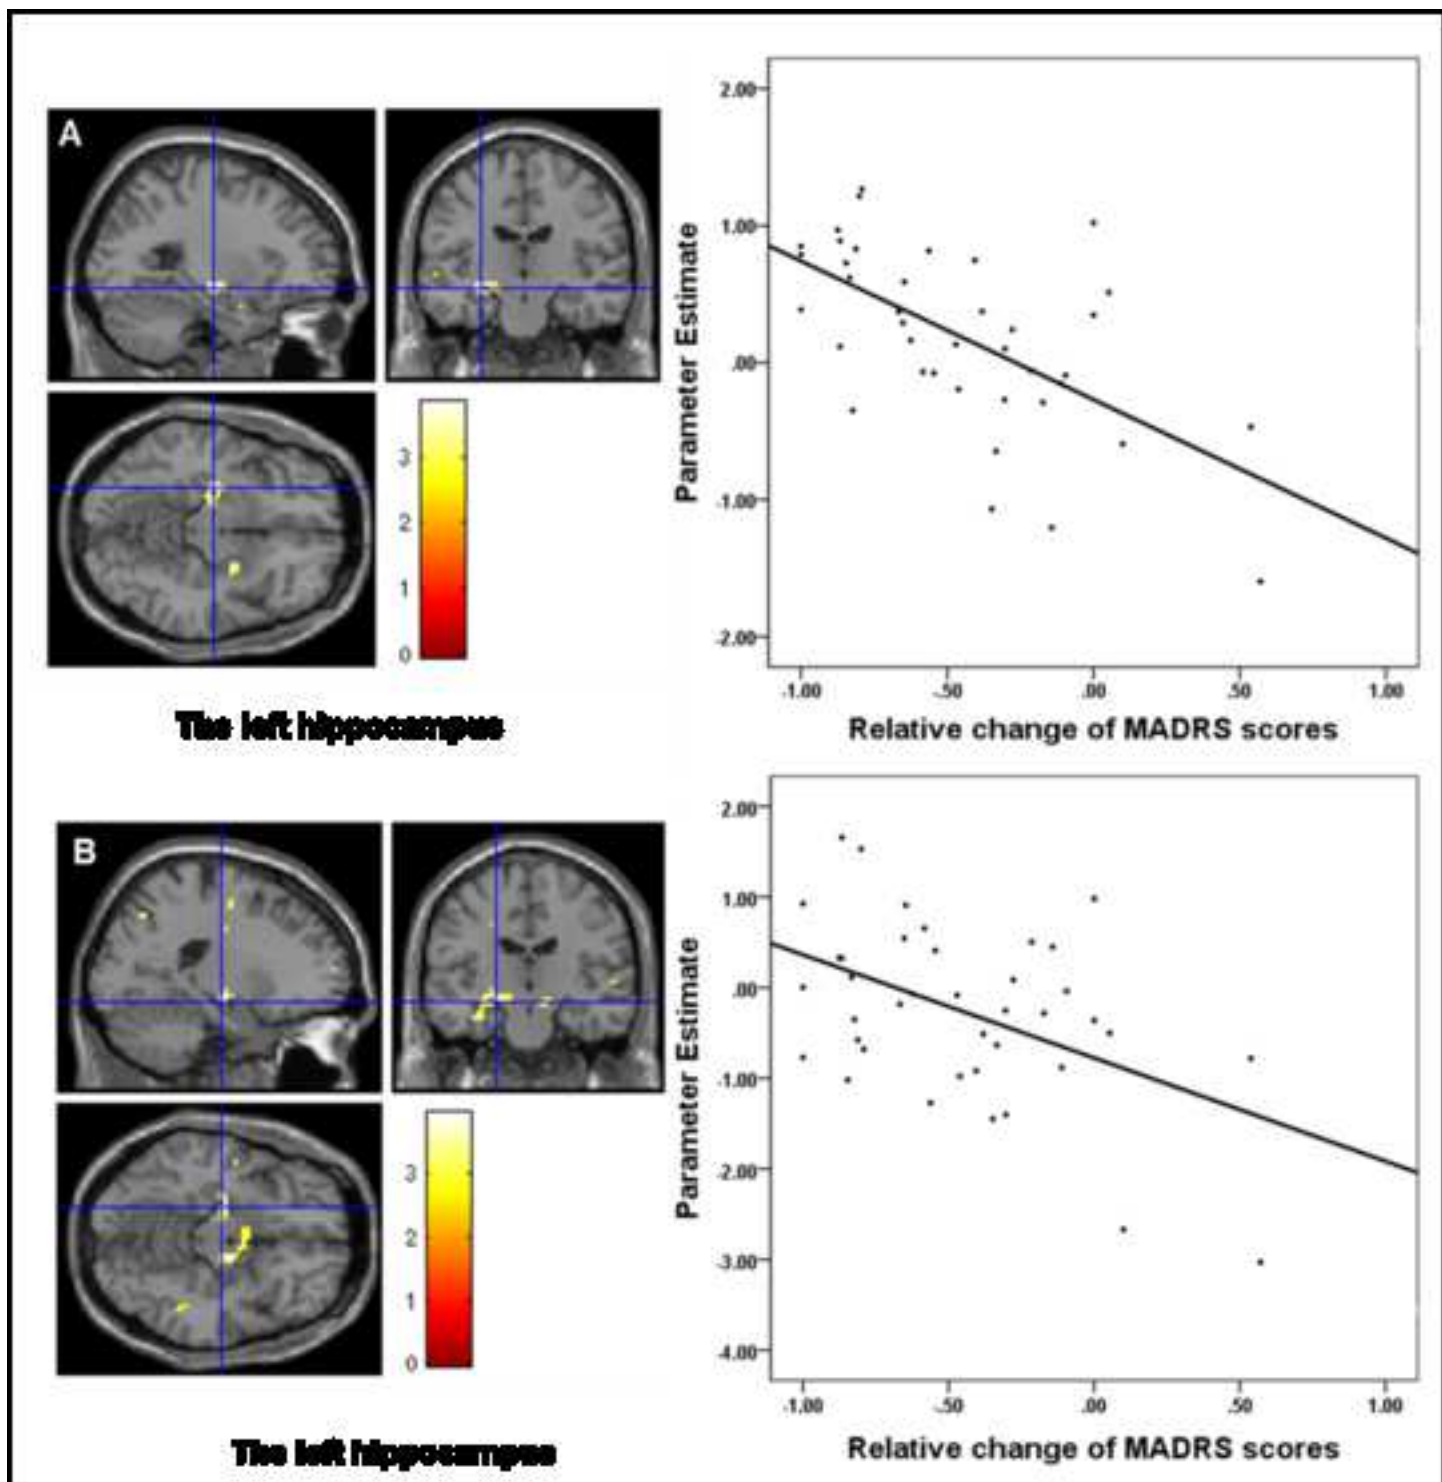 A
3
2
1
0
The left hippocampus
2.00
1.00
.00
-1.00
-2.00
Parameter Estimate
-1.00 -.50 .00 .50 1.00
Relative change of MADRS scores
B
3
2
1
0
The left hippocampus
2.00
1.00
.00
-1.00
-2.00
-3.00
-4.00
Parameter Estimate
-1.00 -.50 .00 .50 1.00
Relative change of MADRS scores